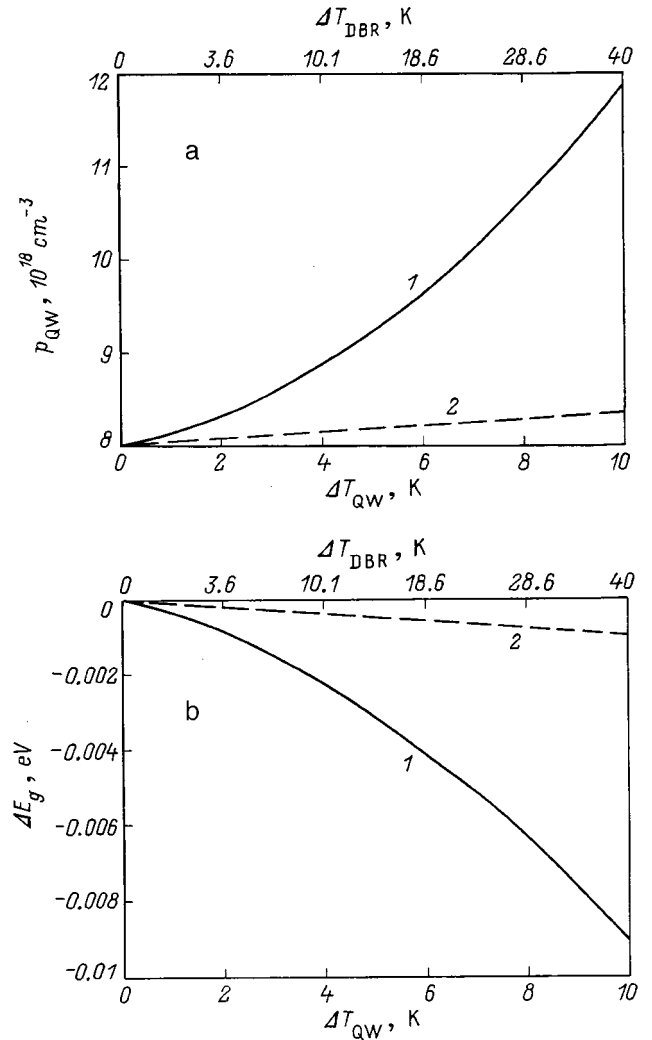 ΔT_DBR, K
0 3.6 10.1 18.6 28.6 40
12
a
11
p_QW, 10^18 cm^-3
10
1
9
2
8
0 2 4 6 8 10
ΔT_QW, K
ΔT_DBR, K
0 3.6 10.1 18.6 28.6 40
0
2
-0.002
b
-0.004
1
ΔE_g, eV
-0.006
-0.008
-0.01
0 2 4 6 8 10
ΔT_QW, K